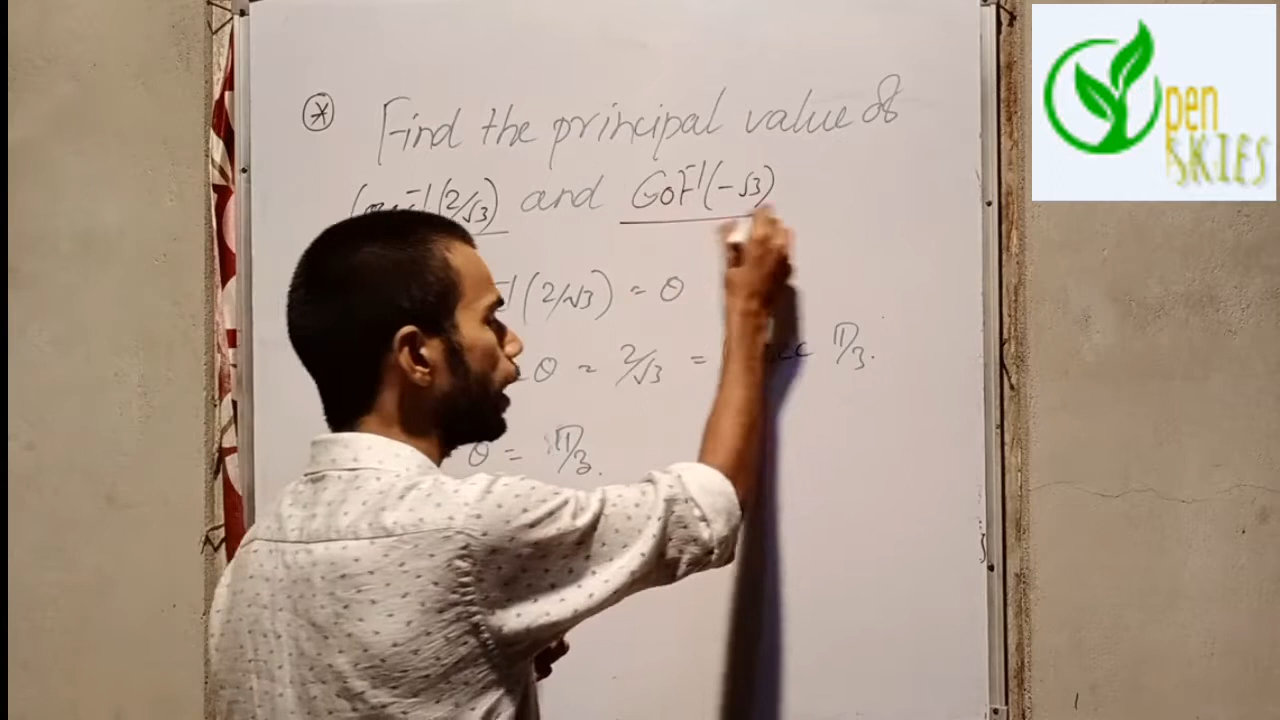 * Find the principal value of
(2/√3) and Cot⁻¹(-√3)
(2/√3) = θ
θ = 2/√3 = π/3.
θ = π/3.
Open
SKIES